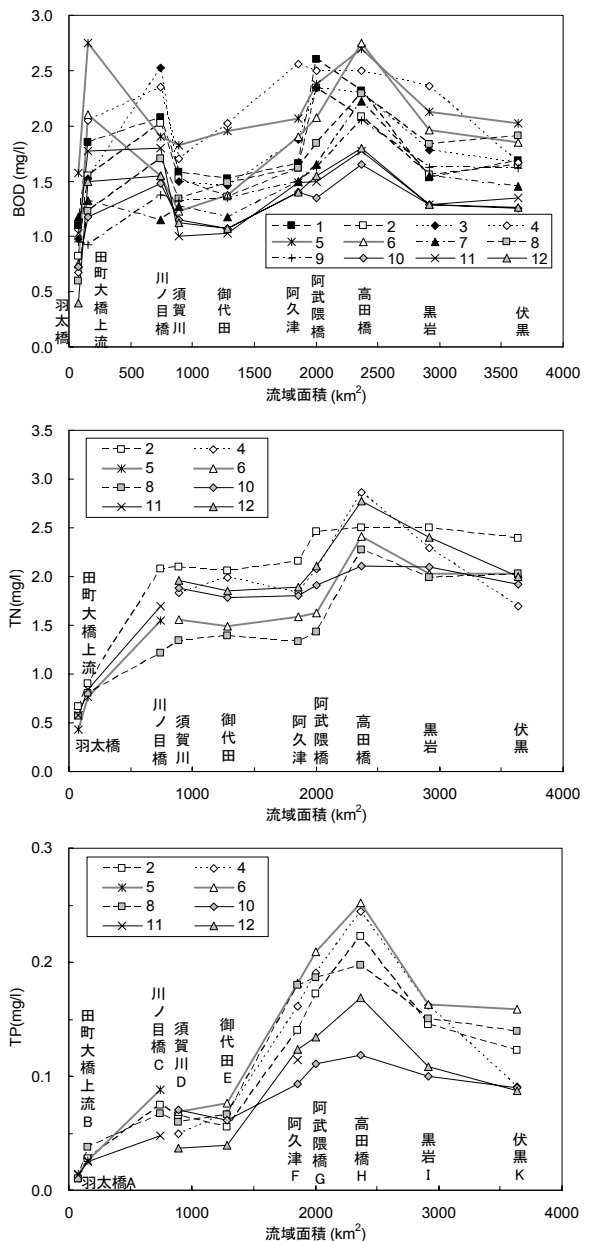 3.0
2.5
2.0
1.5
1.0
0.5
0.0
BOD (mg/l)
1 2 3 4
5 6 7 8
9 10 11 12
羽太橋
田町大橋上流
川ノ目橋
須賀川
御代田
阿久津
阿武隈橋
高田橋
黒岩
伏黒
0 500 1000 1500 2000 2500 3000 3500 4000
流域面積 (km2)
3.5
3.0
2.5
2.0
1.5
1.0
0.5
0.0
TN(mg/l)
2 4
5 6
8 10
11 12
田町大橋上流
羽太橋
川ノ目橋
須賀川
御代田
阿久津
阿武隈橋
高田橋
黒岩
伏黒
0 1000 2000 3000 4000
流域面積 (km2)
0.3
0.2
0.1
0.0
TP(mg/l)
2 4
5 6
8 10
11 12
田町大橋上流B
羽太橋A
川ノ目橋C
須賀川D
御代田E
阿久津F
阿武隈橋G
高田橋H
黒岩I
伏黒K
0 1000 2000 3000 4000
流域面積 (km2)